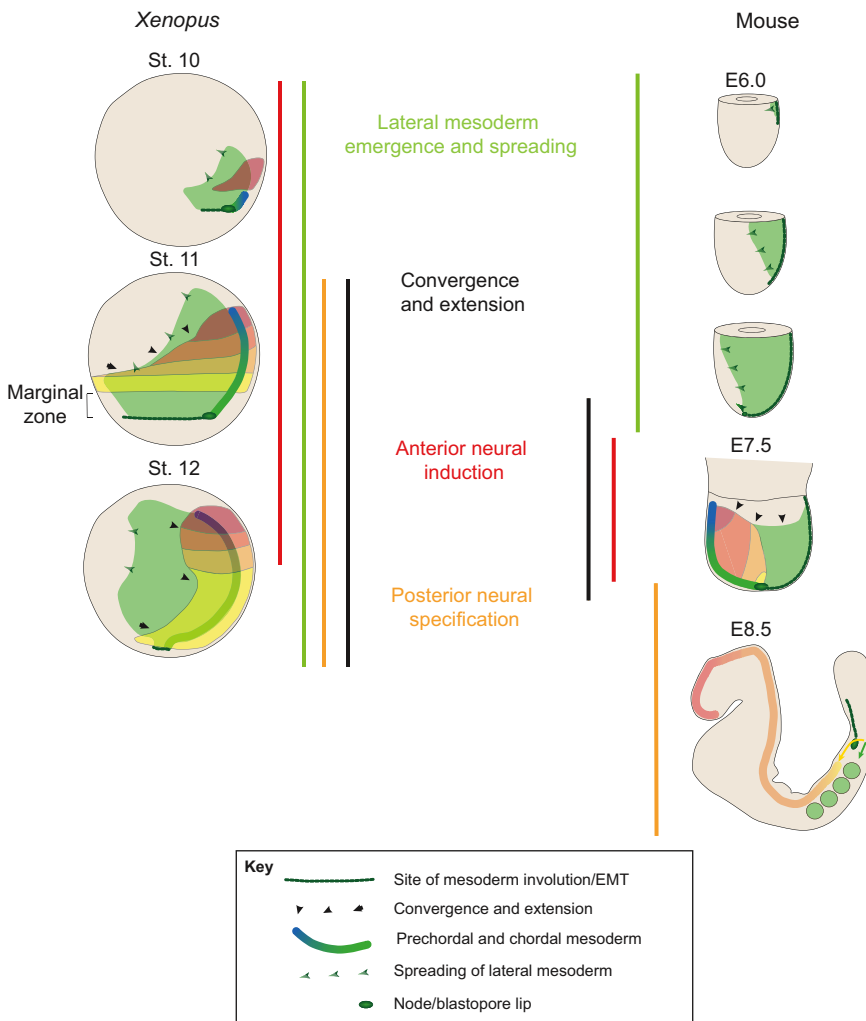 Xenopus
Mouse
St. 10
E6.0
Lateral mesoderm
emergence and spreading
St. 11
Convergence
and extension
Marginal
zone
Anterior neural
induction
E7.5
St. 12
Posterior neural
specification
E8.5
Key
Site of mesoderm involution/EMT
Convergence and extension
Prechordal and chordal mesoderm
Spreading of lateral mesoderm
Node/blastopore lip